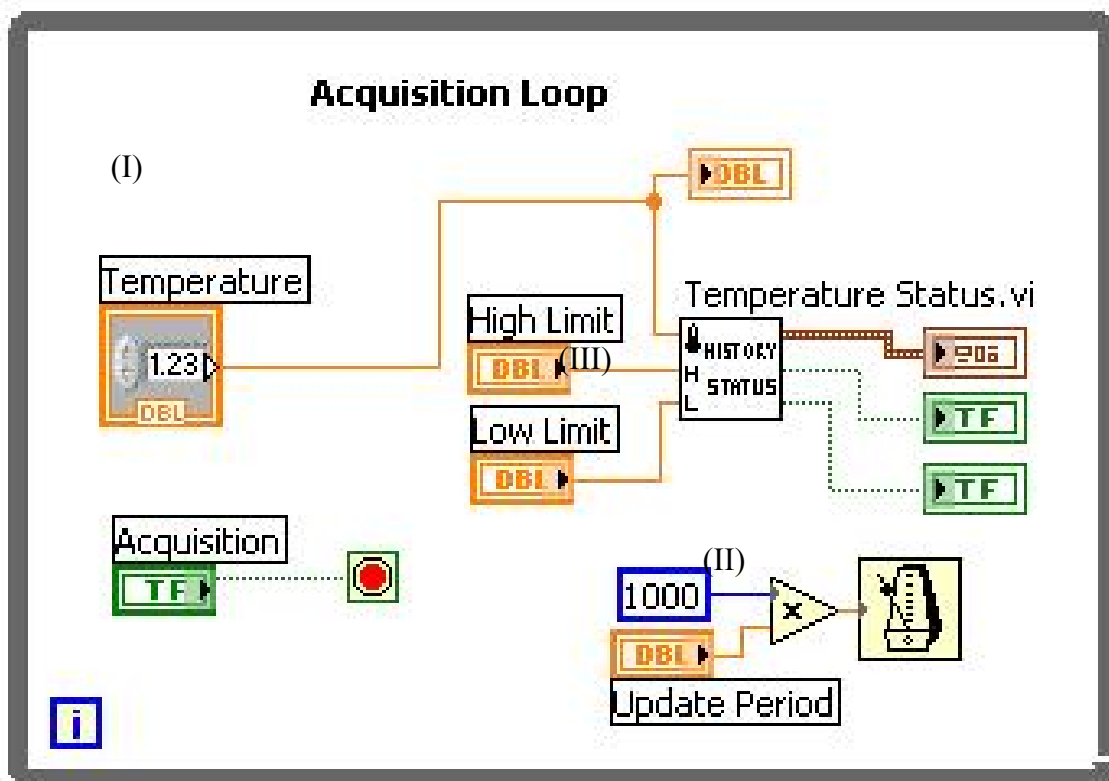 Acquisition Loop
(I)
DBL
Temperature
1.23
DBL
Temperature Status.vi
High Limit
DBL
(III)
HISTORY
H
STATUS
L
TF
Low Limit
DBL
TF
Acquisition
TF
(II)
1000
x
DBL
Update Period
i